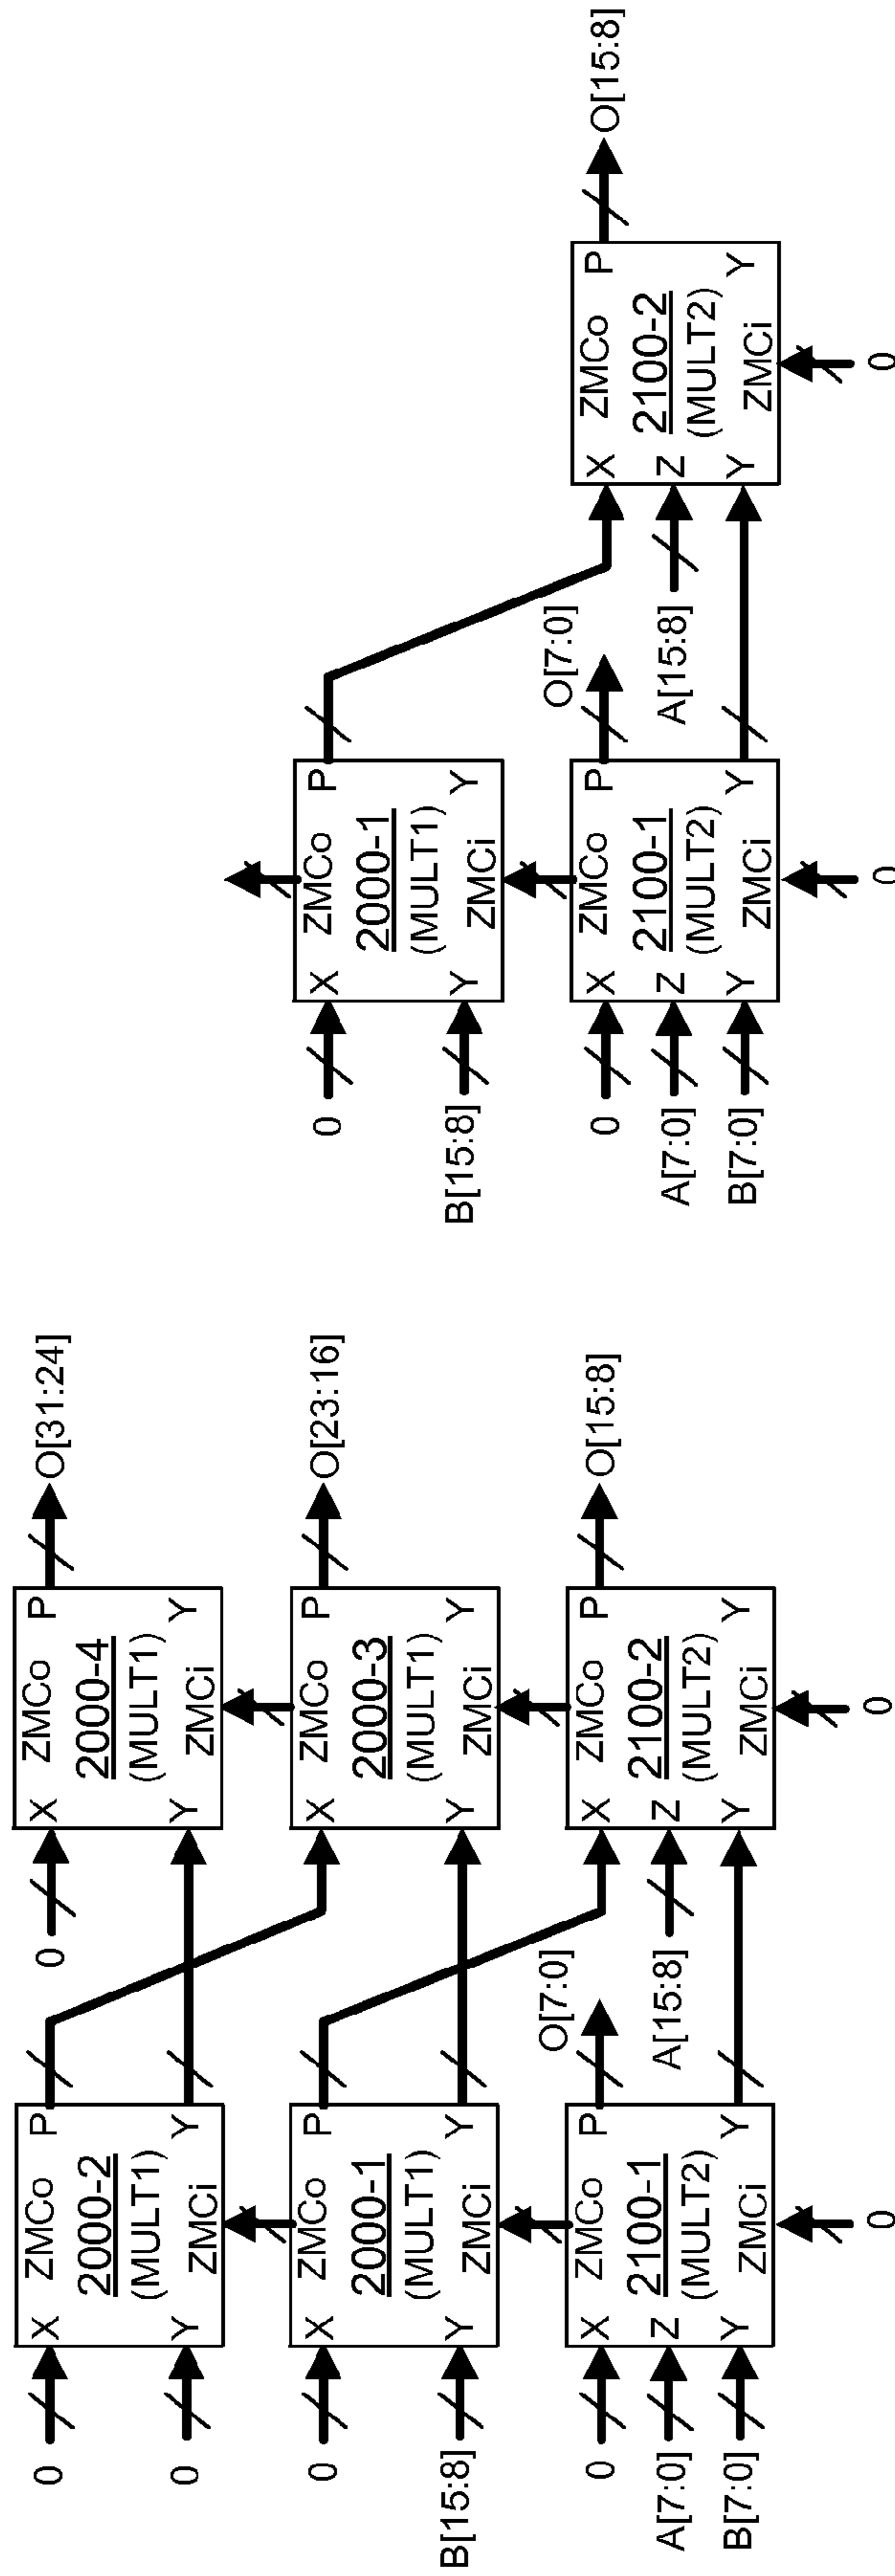 X ZMCo P
2000-2
(MULT1)
Y ZMCi Y
0
0
X ZMCo P
2000-4
(MULT1)
Y ZMCi Y
0
O[31:24]
X ZMCo P
2000-1
(MULT1)
Y ZMCi Y
0
B[15:8]
X ZMCo P
2000-3
(MULT1)
Y ZMCi Y
O[23:16]
X ZMCo P
Z 2100-1
(MULT2)
Y ZMCi Y
0
A[7:0]
B[7:0]
0
O[7:0]
A[15:8]
X ZMCo P
Z 2100-2
(MULT2)
Y ZMCi Y
0
O[15:8]
X ZMCo P
2000-1
(MULT1)
Y ZMCi Y
0
B[15:8]
X ZMCo P
Z 2100-1
(MULT2)
Y ZMCi Y
0
A[7:0]
B[7:0]
0
O[7:0]
A[15:8]
X ZMCo P
Z 2100-2
(MULT2)
Y ZMCi Y
0
O[15:8]